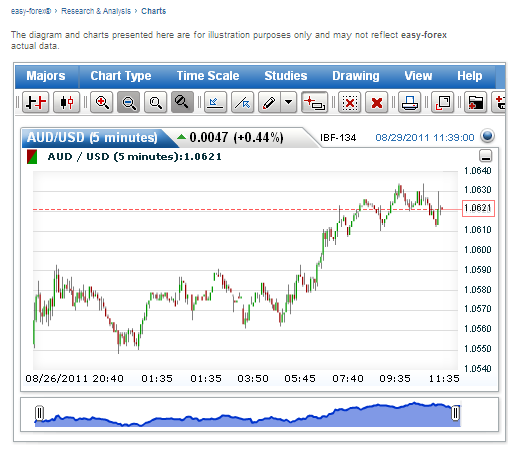 easy-forex® > Research & Analysis > Charts
The diagram and charts presented here are for illustration purposes only and may not reflect easy-forex
actual data.
Majors Chart Type Time Scale Studies Drawing View Help
AUD/USD (5 minutes) 0.0047 (+0.44%) IBF-134 08/29/2011 11:39:00
AUD / USD (5 minutes):1.0621
1.0640
1.0630
1.0621
1.0610
1.0600
1.0590
1.0580
1.0570
1.0560
1.0550
1.0540
08/26/2011 20:40 01:35 01:35 03:50 05:45 07:40 09:35 11:35